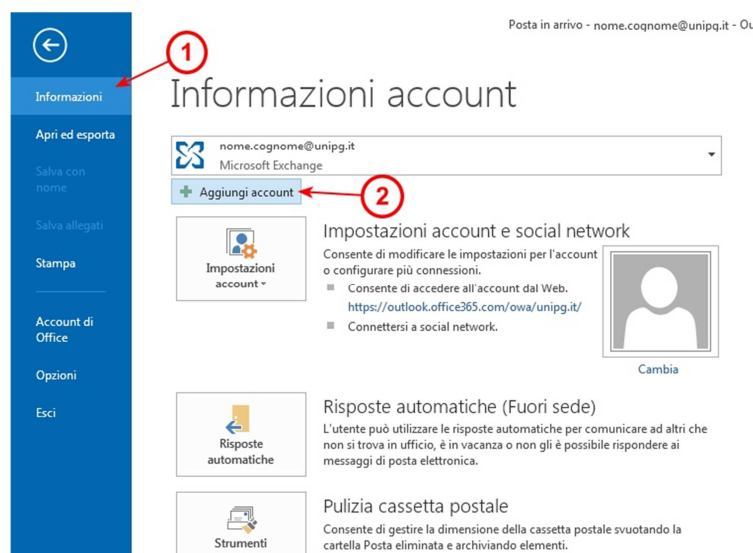 Posta in arrivo - nome.cognome@unipg.it - Ou
1
Informazioni
Apri ed esporta
Salva con
nome
Salva allegati
Stampa
Account di
Office
Opzioni
Esci
Informazioni account
nome.cognome@unipg.it
Microsoft Exchange
Aggiungi account
2
Impostazioni
account
Impostazioni account e social network
Consente di modificare le impostazioni per l'account
o configurare più connessioni.
Consente di accedere all'account dal Web.
https://outlook.office365.com/owa/unipg.it/
Connettersi a social network.
Cambia
Risposte
automatiche
Risposte automatiche (Fuori sede)
L'utente può utilizzare le risposte automatiche per comunicare ad altri che
non si trova in ufficio, è in vacanza o non gli è possibile rispondere ai
messaggi di posta elettronica.
Strumenti
Pulizia cassetta postale
Consente di gestire la dimensione della cassetta postale svuotando la
cartella Posta eliminata e archiviando elementi.